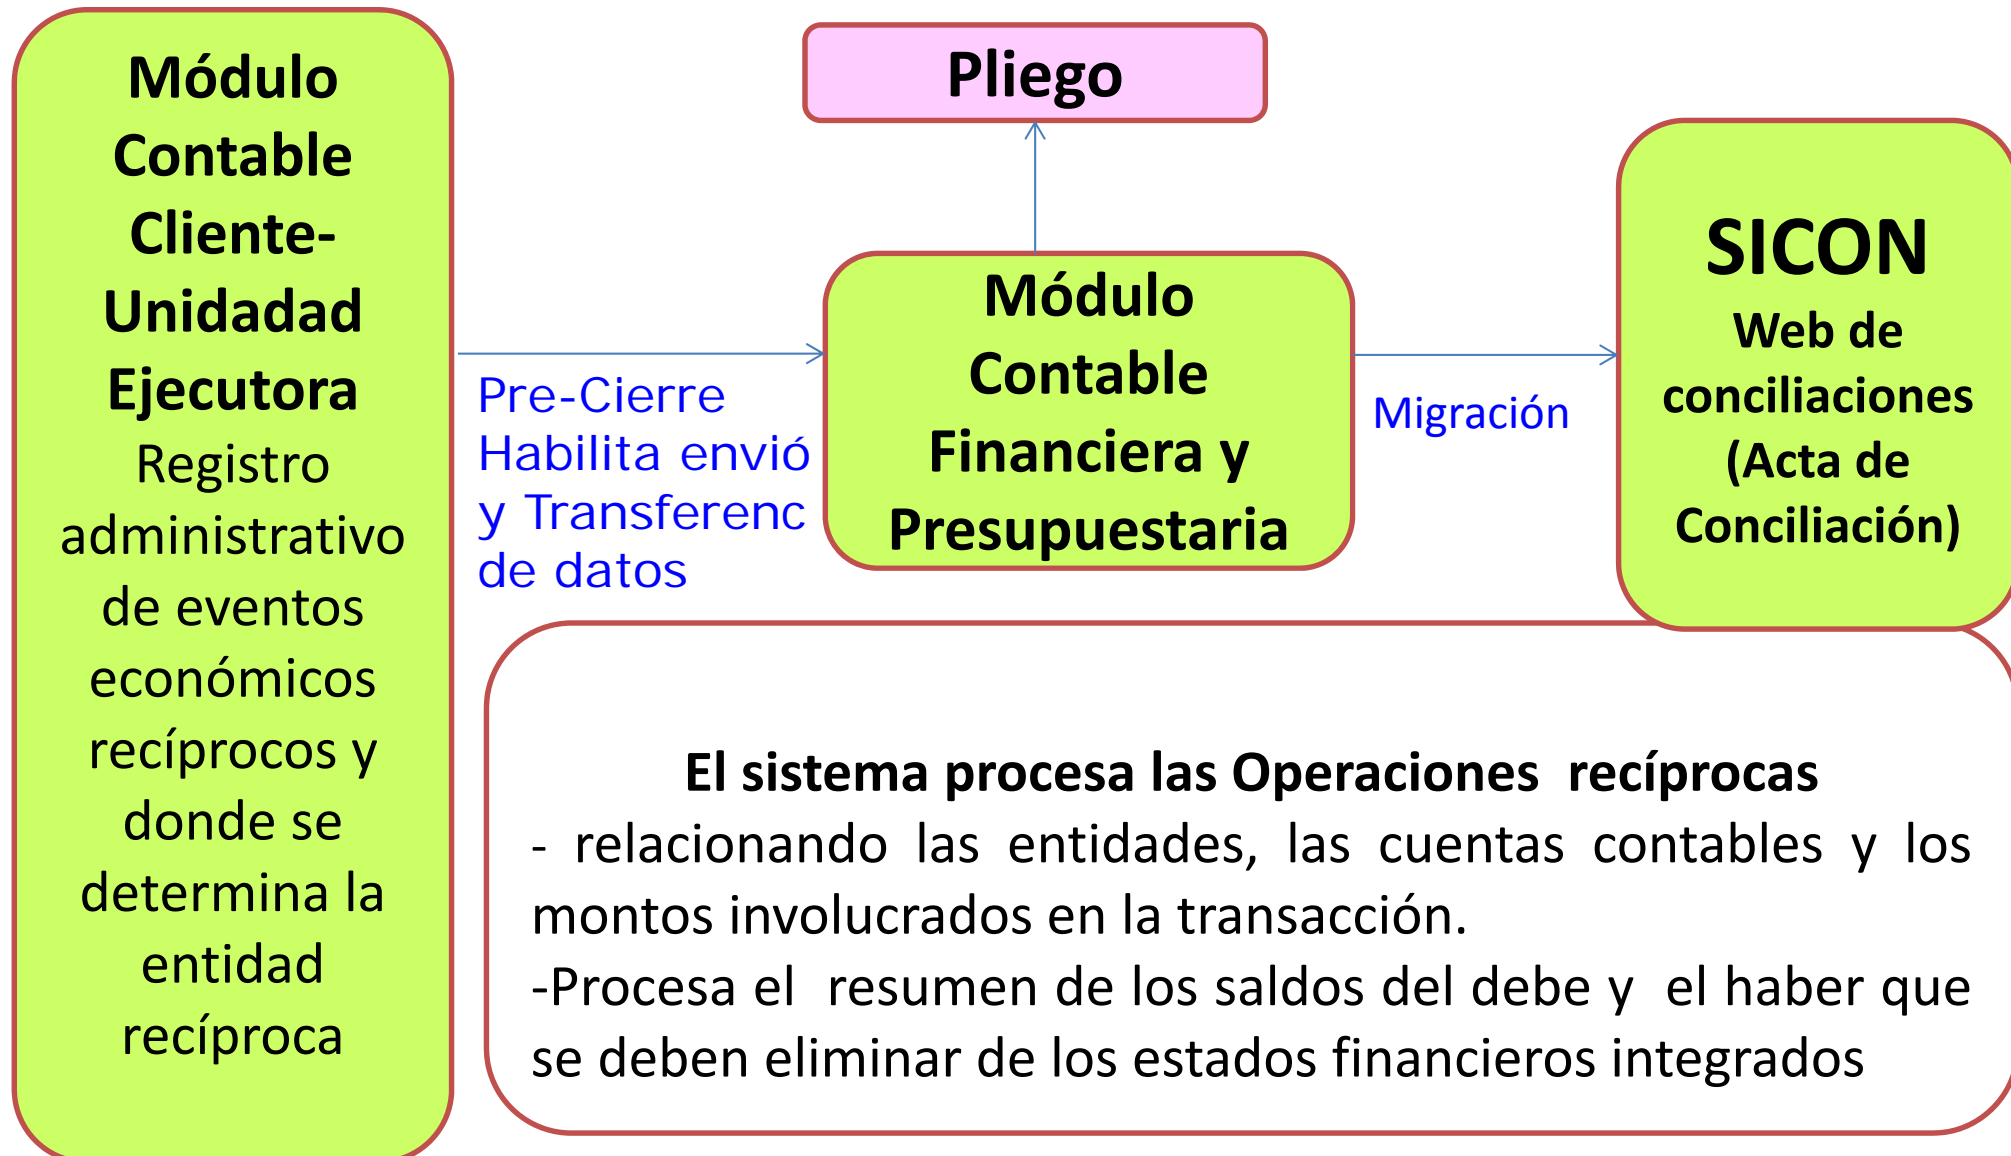 Módulo
Contable
Cliente-
Unidadad
Ejecutora
Registro
administrativo
de eventos
económicos
recíprocos y
donde se
determina la
entidad
recíproca
Pliego
Pre-Cierre
Habilita envió
y Transferenc
de datos
Módulo
Contable
Financiera y
Presupuestaria
Migración
SICON
Web de
conciliaciones
(Acta de
Conciliación)
El sistema procesa las Operaciones  recíprocas
- relacionando las entidades, las cuentas contables y los
montos involucrados en la transacción.
-Procesa el  resumen de los saldos del debe y  el haber que
se deben eliminar de los estados financieros integrados